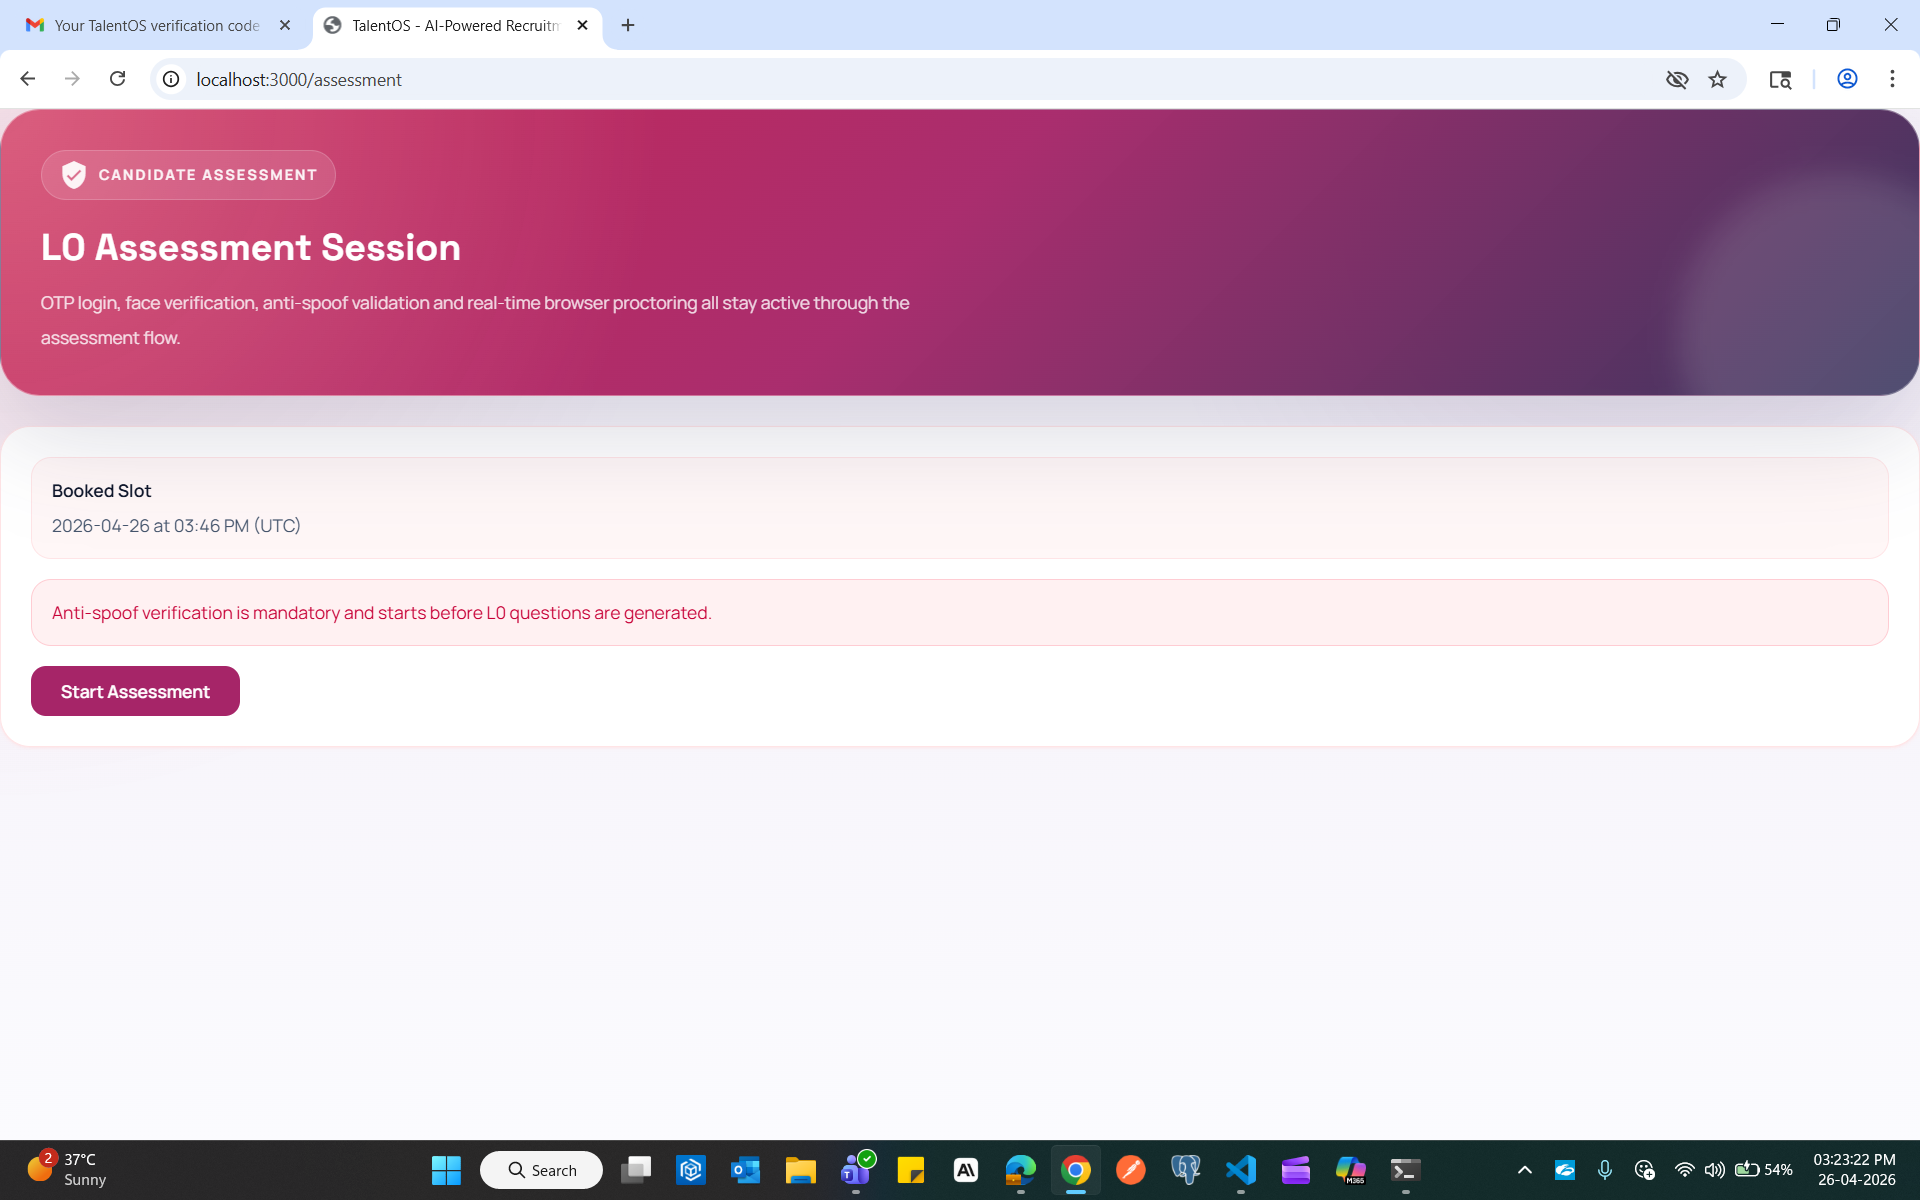 Your TalentOS verification code
TalentOS - AI-Powered Recruitm
localhost:3000/assessment
CANDIDATE ASSESSMENT
L0 Assessment Session
OTP login, face verification, anti-spoof validation and real-time browser proctoring all stay active through the
assessment flow.
Booked Slot
2026-04-26 at 03:46 PM (UTC)
Anti-spoof verification is mandatory and starts before L0 questions are generated.
Start Assessment
2
37°C
Sunny
Search
M365
54%
03:23:22 PM
26-04-2026